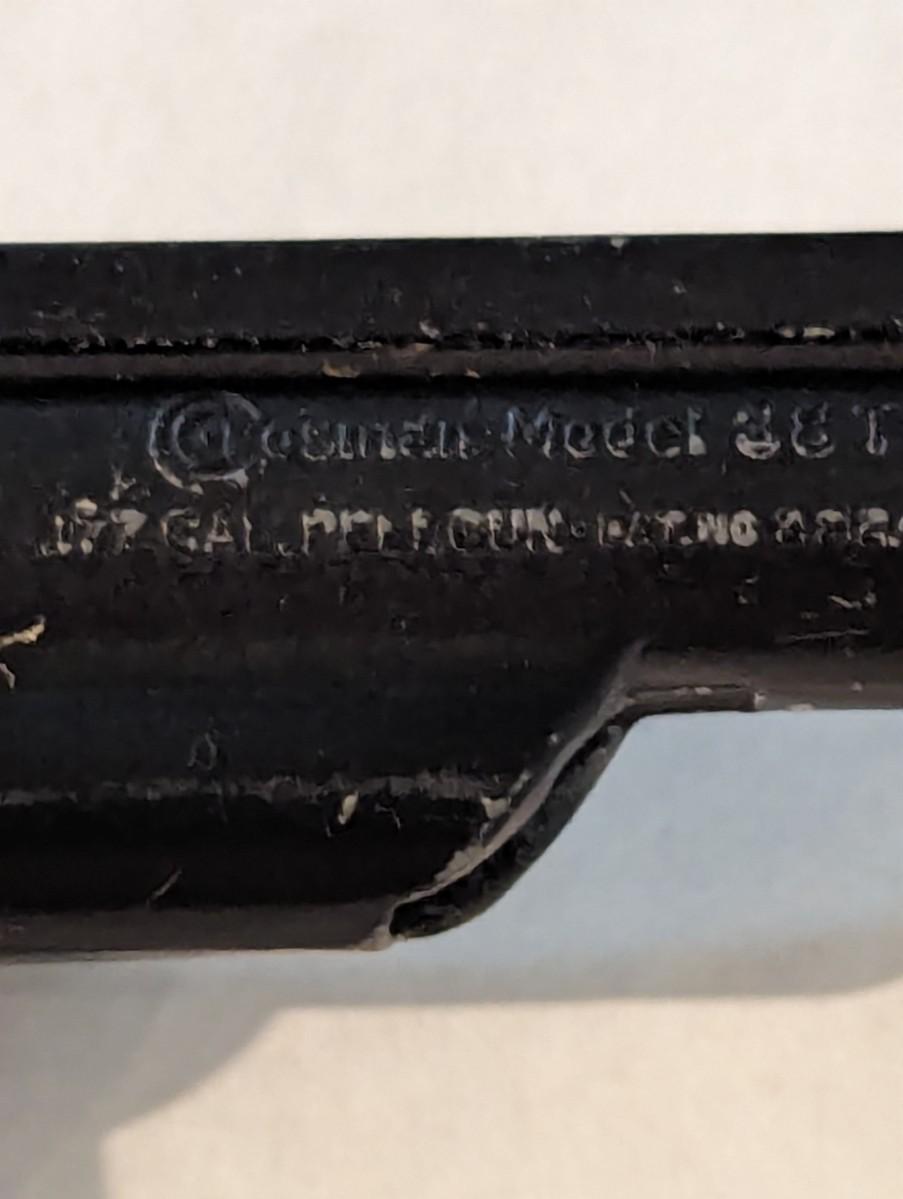 Crosman Model 38 T
.177 CAL. PELLGUN - PAT. NO